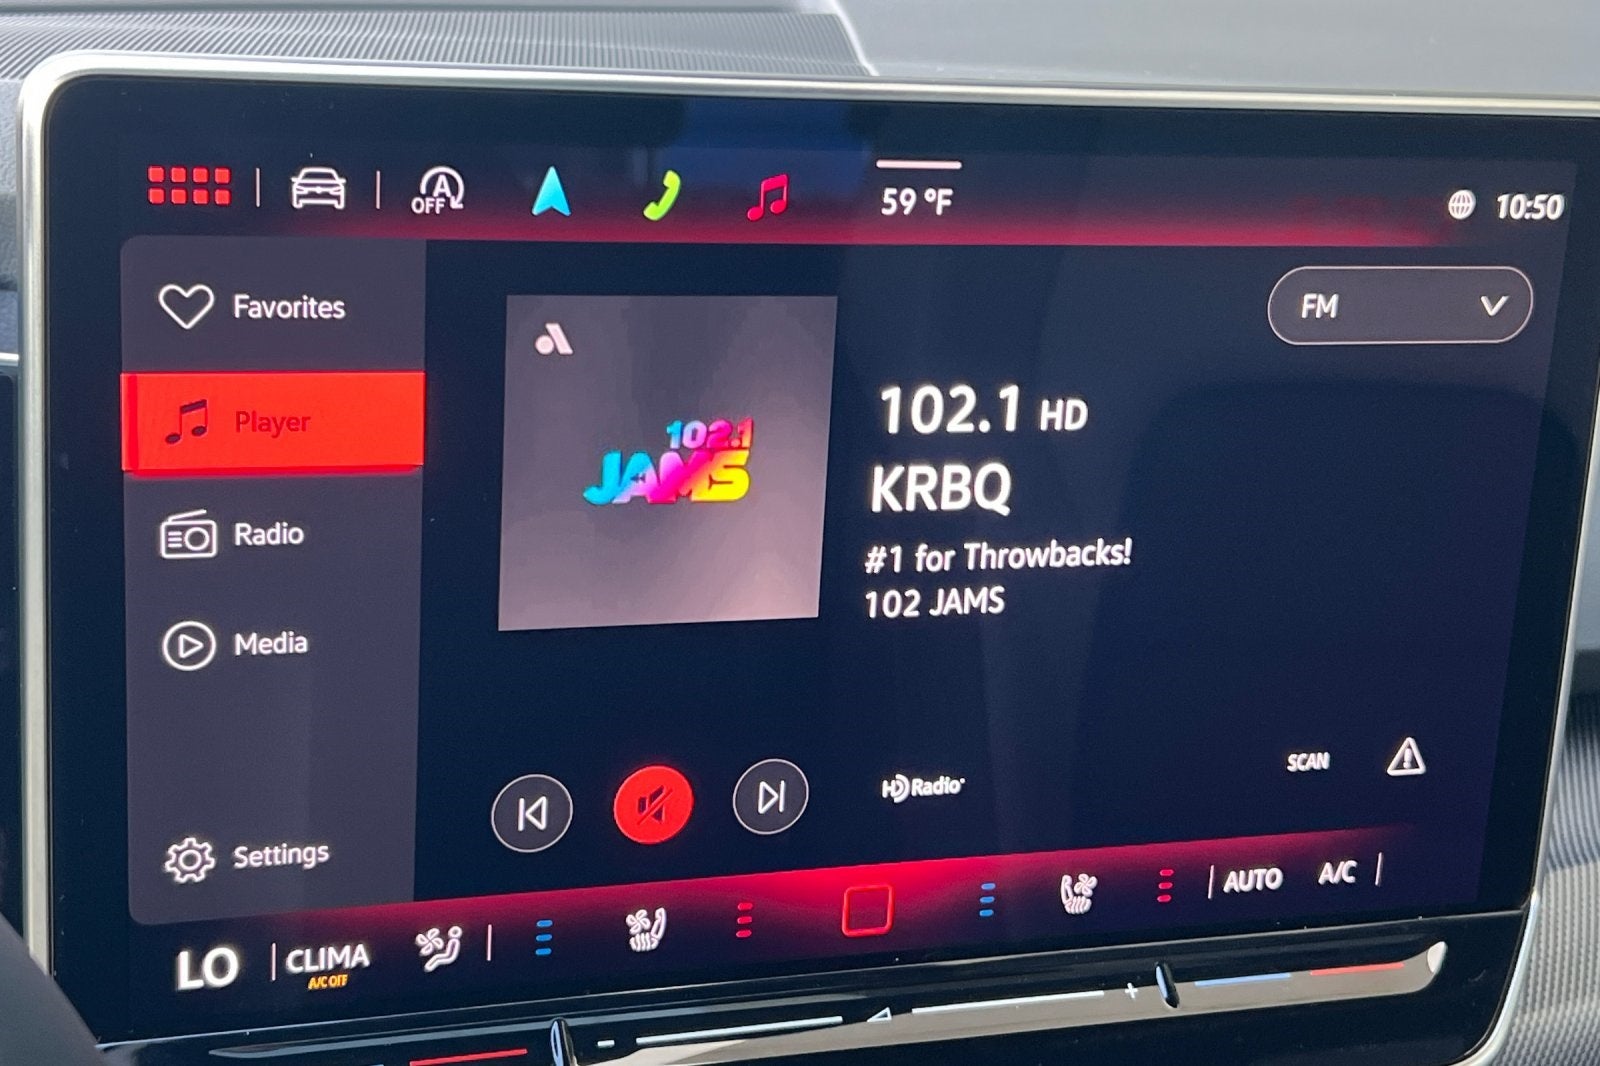 A
OFF
59 °F
10:50
Favorites
FM
Player
102.1
JAMS
102.1 HD
KRBQ
#1 for Throwbacks!
102 JAMS
Radio
Media
HD Radio
SCAN
Settings
LO
CLIMA
A/C OFF
AUTO
A/C
- +